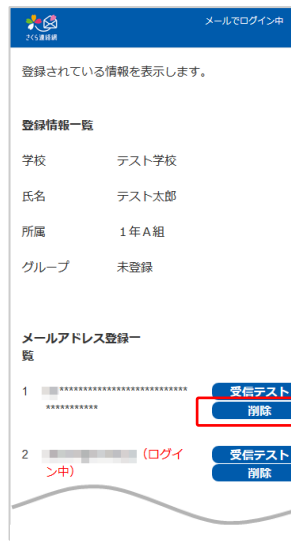 メールでログイン中
さくら連絡網
登録されている情報を表示します。
登録情報一覧
学校 テスト学校
氏名 テスト太郎
所属 1年A組
グループ 未登録
メールアドレス登録一
覧
1 **************************** 受信テスト
*********** 削除
2 (ログイ 受信テスト
ン中) 削除